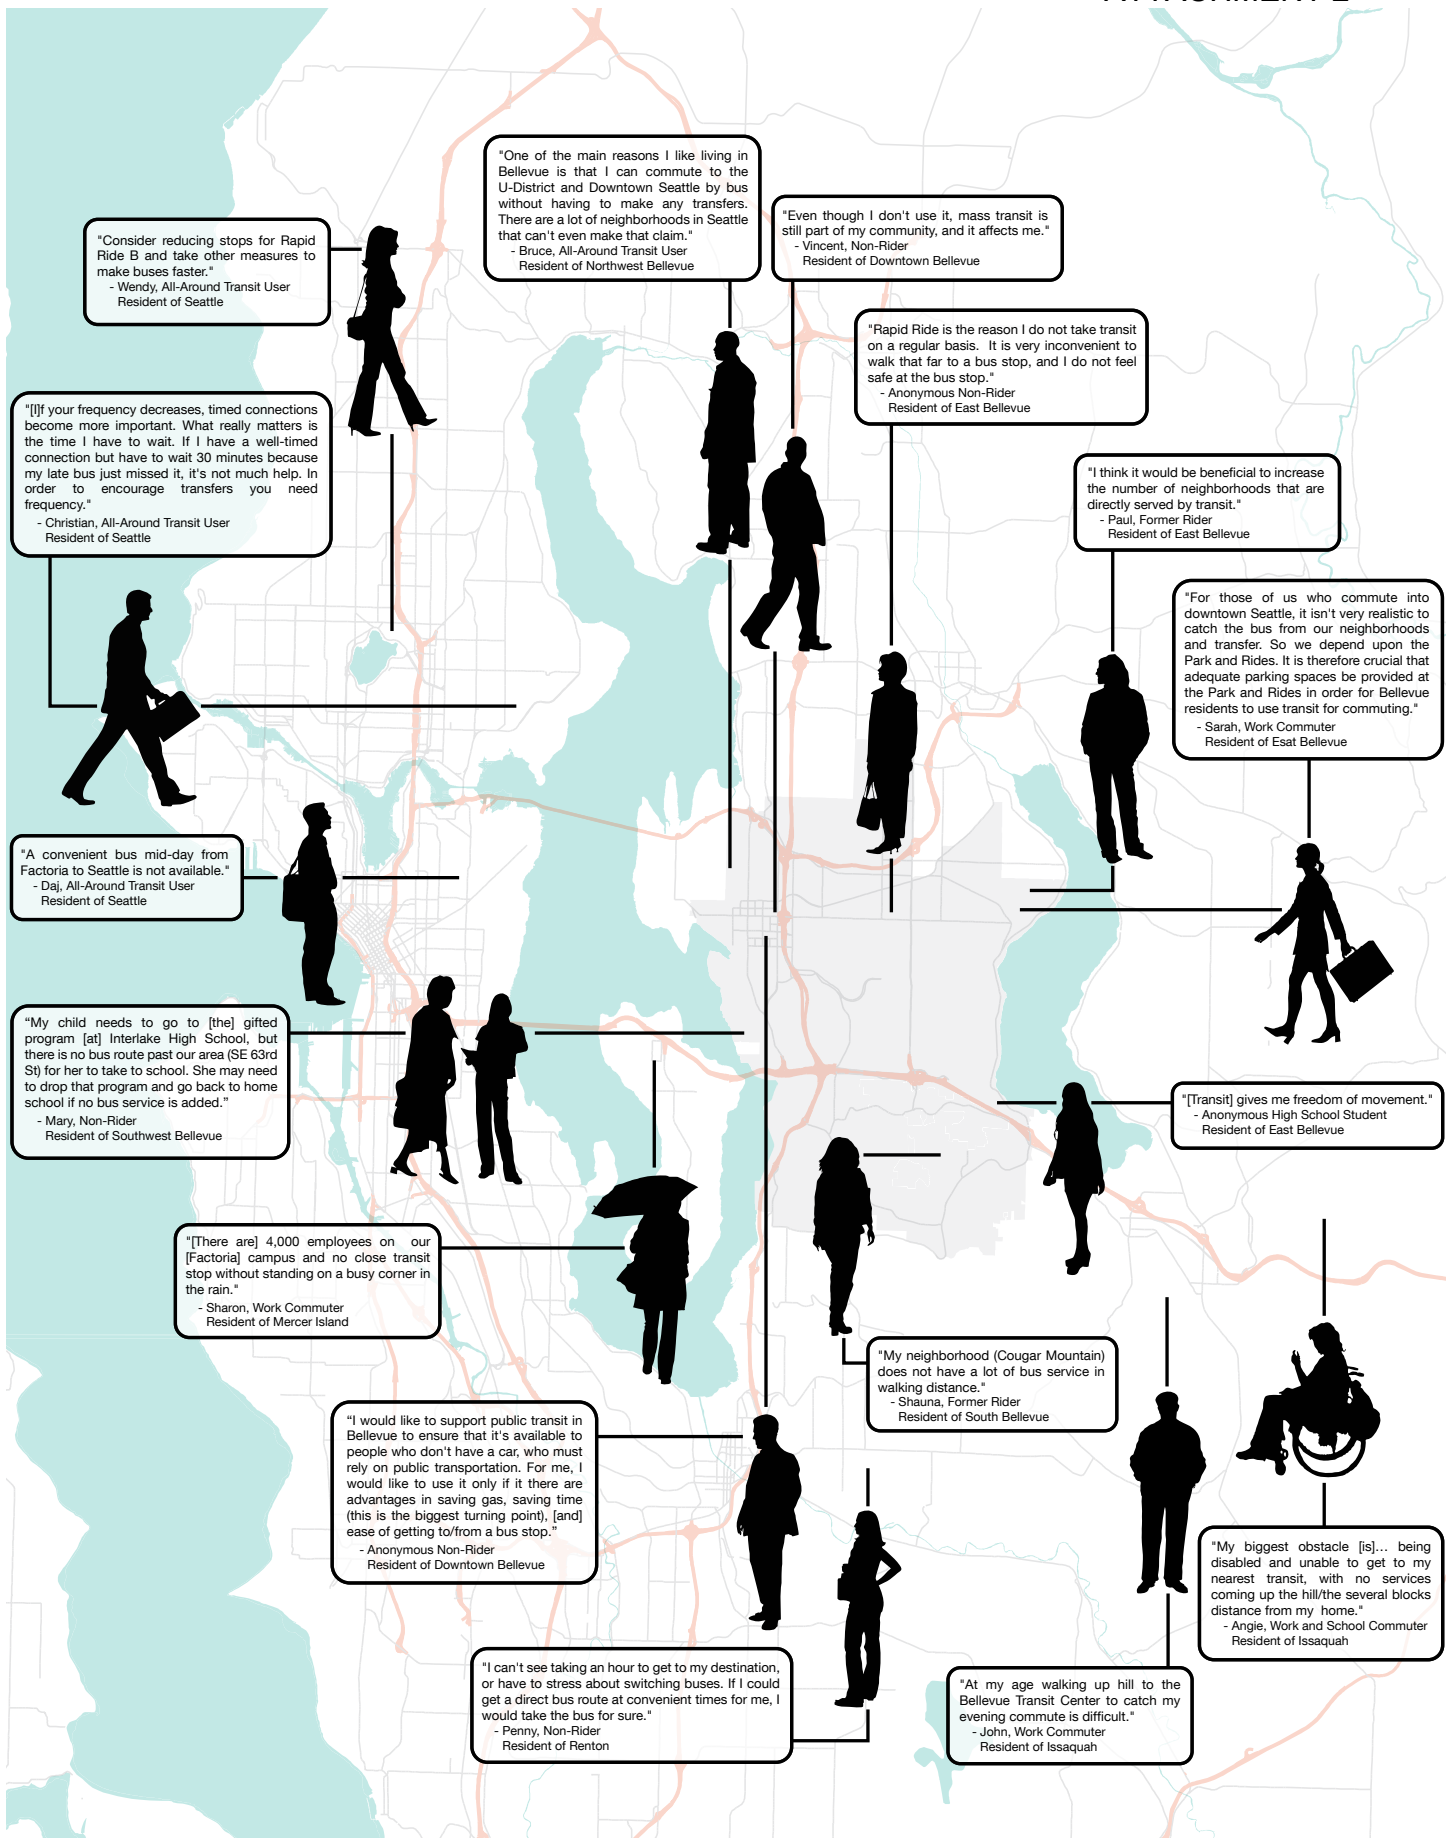 "One of the main reasons I like living in
Bellevue is that I can commute to the
U-District and Downtown Seattle by bus
without having to make any transfers.
There are a lot of neighborhoods in Seattle
that can't even make that claim."
- Bruce, All-Around Transit User
Resident of Northwest Bellevue
"Even though I don't use it, mass transit is
still part of my community, and it affects me."
- Vincent, Non-Rider
Resident of Downtown Bellevue
"Consider reducing stops for Rapid
Ride B and take other measures to
make buses faster."
- Wendy, All-Around Transit User
Resident of Seattle
"Rapid Ride is the reason I do not take transit
on a regular basis. It is very inconvenient to
walk that far to a bus stop, and I do not feel
safe at the bus stop."
- Anonymous Non-Rider
Resident of East Bellevue
"[I]f your frequency decreases, timed connections
become more important. What really matters is
the time I have to wait. If I have a well-timed
connection but have to wait 30 minutes because
my late bus just missed it, it's not much help. In
order to encourage transfers you need
frequency."
- Christian, All-Around Transit User
Resident of Seattle
"I think it would be beneficial to increase
the number of neighborhoods that are
directly served by transit."
- Paul, Former Rider
Resident of East Bellevue
"For those of us who commute into
downtown Seattle, it isn't very realistic to
catch the bus from our neighborhoods
and transfer. So we depend upon the
Park and Rides. It is therefore crucial that
adequate parking spaces be provided at
the Park and Rides in order for Bellevue
residents to use transit for commuting."
- Sarah, Work Commuter
Resident of Esat Bellevue
"A convenient bus mid-day from
Factoria to Seattle is not available."
- Daj, All-Around Transit User
Resident of Seattle
“My child needs to go to [the] gifted
program [at] Interlake High School, but
there is no bus route past our area (SE 63rd
St) for her to take to school. She may need
to drop that program and go back to home
school if no bus service is added.”
- Mary, Non-Rider
Resident of Southwest Bellevue
"[Transit] gives me freedom of movement."
- Anonymous High School Student
Resident of East Bellevue
"[There are] 4,000 employees on our
[Factoria] campus and no close transit
stop without standing on a busy corner in
the rain."
- Sharon, Work Commuter
Resident of Mercer Island
"My neighborhood (Cougar Mountain)
does not have a lot of bus service in
walking distance."
- Shauna, Former Rider
Resident of South Bellevue
“I would like to support public transit in
Bellevue to ensure that it's available to
people who don't have a car, who must
rely on public transportation. For me, I
would like to use it only if it there are
advantages in saving gas, saving time
(this is the biggest turning point), [and]
ease of getting to/from a bus stop.”
- Anonymous Non-Rider
Resident of Downtown Bellevue
"My biggest obstacle [is]... being
disabled and unable to get to my
nearest transit, with no services
coming up the hill/the several blocks
distance from my home."
- Angie, Work and School Commuter
Resident of Issaquah
"I can't see taking an hour to get to my destination,
or have to stress about switching buses. If I could
get a direct bus route at convenient times for me, I
would take the bus for sure."
- Penny, Non-Rider
Resident of Renton
"At my age walking up hill to the
Bellevue Transit Center to catch my
evening commute is difficult."
- John, Work Commuter
Resident of Issaquah